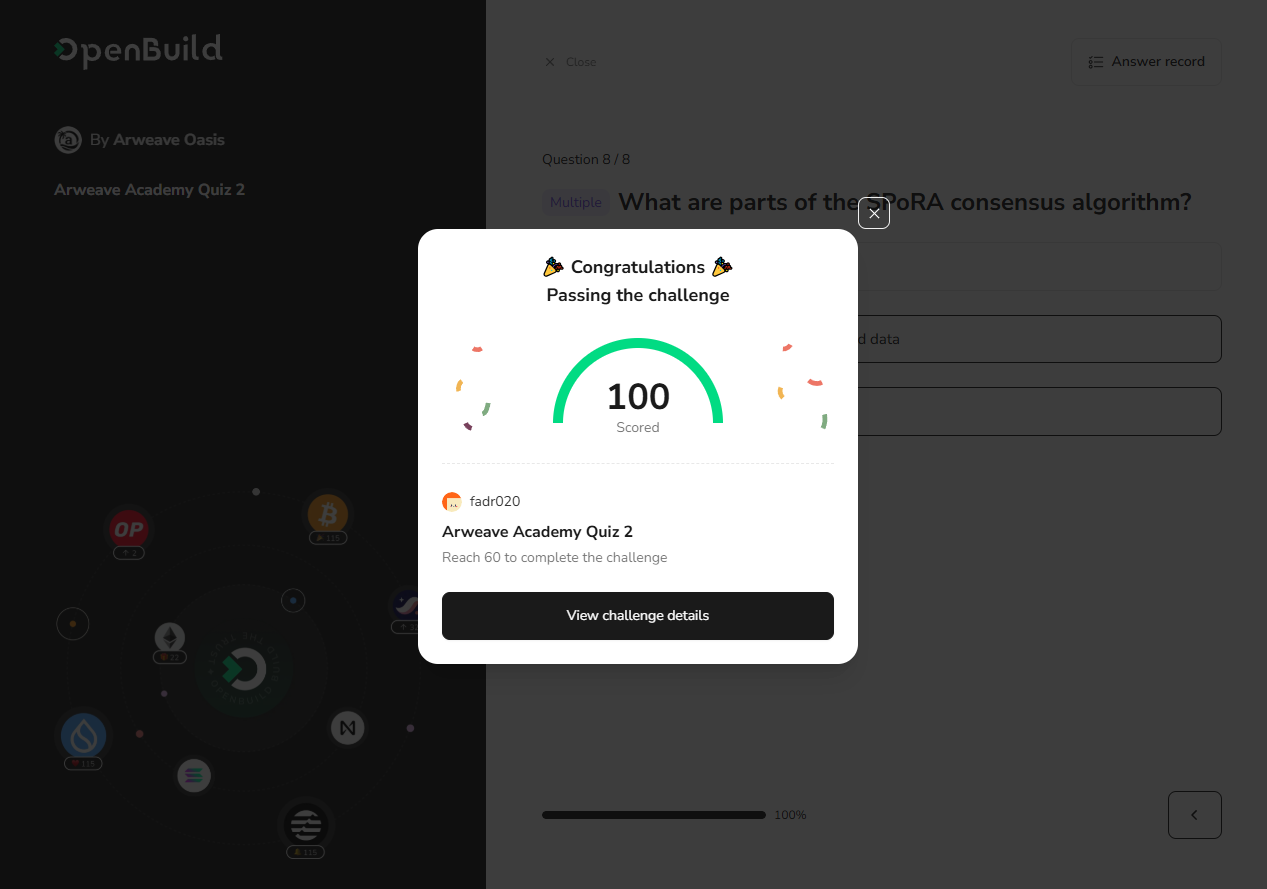 OpenBuild
Close
Answer record
By Arweave Oasis
Arweave Academy Quiz 2
Question 8 / 8
Multiple What are parts of the SPoRA consensus algorithm?
Congratulations
Passing the challenge
d data
100
Scored
fadr020
Arweave Academy Quiz 2
Reach 60 to complete the challenge
View challenge details
OP
2
115
22
115
115
100%